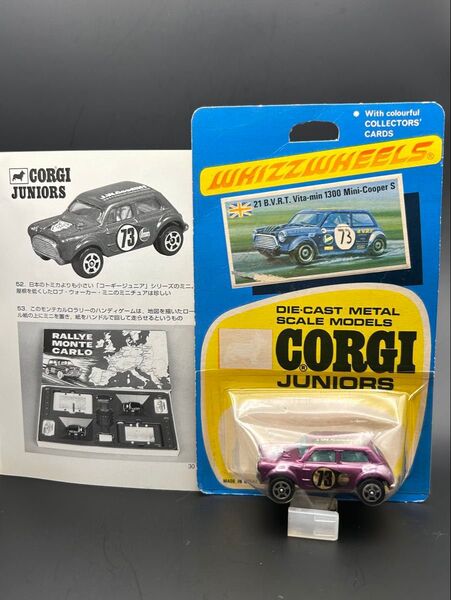 CORGI
JUNIORS
J.W.Goodnut
73
52. 日本のトミカよりも小さい「コーギージュニア」シリーズのミニ。
屋根を低くしたロブ・ウォーカー・ミニのミニチュアは珍しい
53. このモンテカルロラリーのハンディゲームは、地図を描いたロー
ル紙の上にミニを置き、紙をハンドルで回して走らせるというもの
RALLYE
MONTE
CARLO
30
With colourful
COLLECTORS'
CARDS
WHIZZWHEELS
21 B.V.R.T. Vita-min 1300 Mini-Cooper S
73
DIE-CAST METAL
SCALE MODELS
CORGI
JUNIORS
MADE IN
73